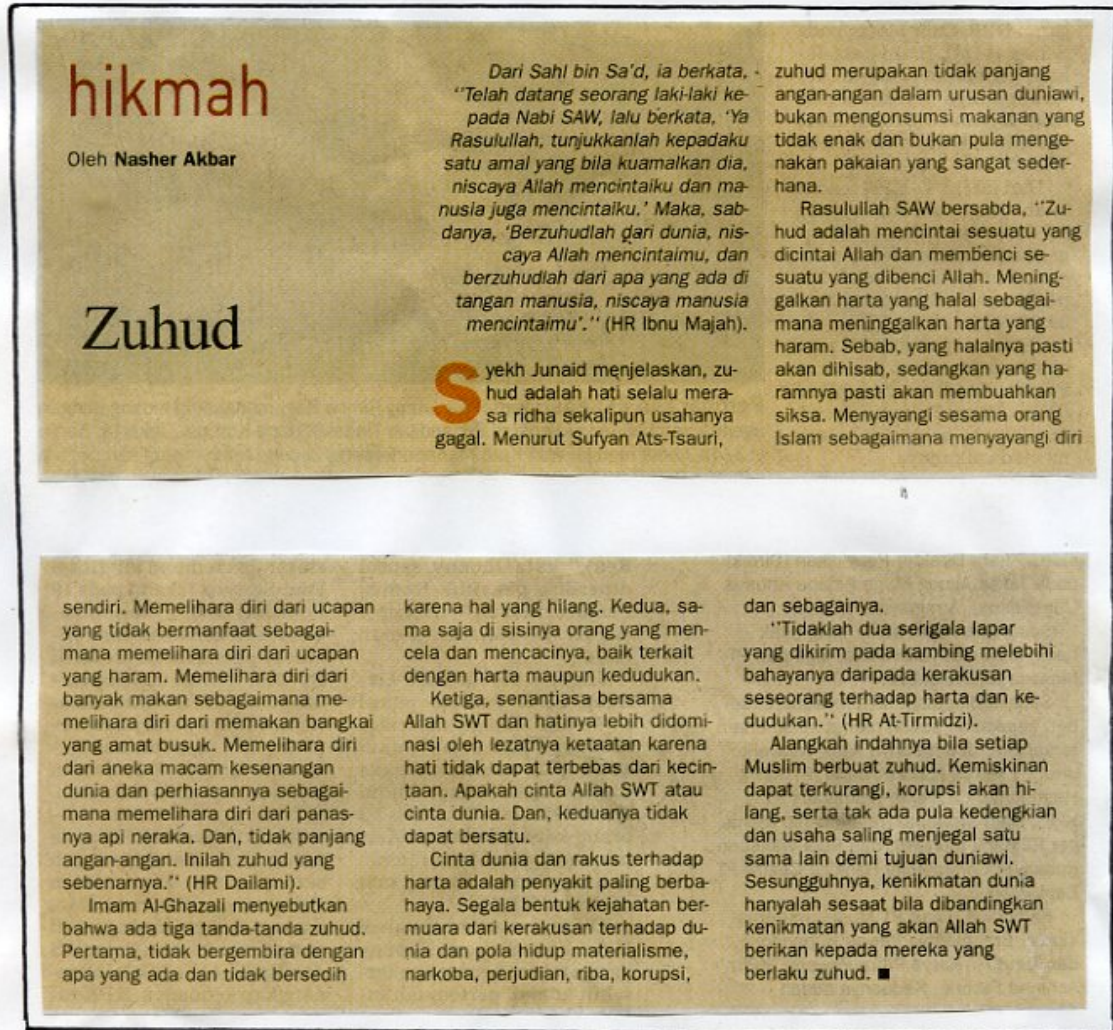 hikmah
Oleh Nasher Akbar
Zuhud
Dari Sahl bin Sa'd, ia berkata,
''Telah datang seorang laki-laki ke-
pada Nabi SAW, lalu berkata, 'Ya
Rasulullah, tunjukkanlah kepadaku
satu amal yang bila kuamalkan dia,
niscaya Allah mencintaiku dan ma-
nusia juga mencintaiku.' Maka, sab-
danya, 'Berzuhudlah dari dunia, nis-
caya Allah mencintaimu, dan
berzuhudlah dari apa yang ada di
tangan manusia, niscaya manusia
mencintaimu'.'' (HR Ibnu Majah).
Syekh Junaid menjelaskan, zu-
hud adalah hati selalu mera-
sa ridha sekalipun usahanya
gagal. Menurut Sufyan Ats-Tsauri,
zuhud merupakan tidak panjang
angan-angan dalam urusan duniawi,
bukan mengonsumsi makanan yang
tidak enak dan bukan pula menge-
nakan pakaian yang sangat seder-
hana.
Rasulullah SAW bersabda, ''Zu-
hud adalah mencintai sesuatu yang
dicintai Allah dan membenci se-
suatu yang dibenci Allah. Mening-
galkan harta yang halal sebagai-
mana meninggalkan harta yang
haram. Sebab, yang halalnya pasti
akan dihisab, sedangkan yang ha-
ramnya pasti akan membuahkan
siksa. Menyayangi sesama orang
Islam sebagaimana menyayangi diri
sendiri. Memelihara diri dari ucapan
yang tidak bermanfaat sebagai-
mana memelihara diri dari ucapan
yang haram. Memelihara diri dari
banyak makan sebagaimana me-
melihara diri dari memakan bangkai
yang amat busuk. Memelihara diri
dari aneka macam kesenangan
dunia dan perhiasannya sebagai-
mana memelihara diri dari panas-
nya api neraka. Dan, tidak panjang
angan-angan. Inilah zuhud yang
sebenarnya.'' (HR Dailami).
Imam Al-Ghazali menyebutkan
bahwa ada tiga tanda-tanda zuhud.
Pertama, tidak bergembira dengan
apa yang ada dan tidak bersedih
karena hal yang hilang. Kedua, sa-
ma saja di sisinya orang yang men-
cela dan mencacinya, baik terkait
dengan harta maupun kedudukan.
Ketiga, senantiasa bersama
Allah SWT dan hatinya lebih didomi-
nasi oleh lezatnya ketaatan karena
hati tidak dapat terbebas dari kecin-
taan. Apakah cinta Allah SWT atau
cinta dunia. Dan, keduanya tidak
dapat bersatu.
Cinta dunia dan rakus terhadap
harta adalah penyakit paling berba-
haya. Segala bentuk kejahatan ber-
muara dari kerakusan terhadap du-
nia dan pola hidup materialisme,
narkoba, perjudian, riba, korupsi,
dan sebagainya.
''Tidaklah dua serigala lapar
yang dikirim pada kambing melebihi
bahayanya daripada kerakusan
seseorang terhadap harta dan ke-
dudukan.'' (HR At-Tirmidzi).
Alangkah indahnya bila setiap
Muslim berbuat zuhud. Kemiskinan
dapat terkurangi, korupsi akan hi-
lang, serta tak ada pula kedengkian
dan usaha saling menjegal satu
sama lain demi tujuan duniawi.
Sesungguhnya, kenikmatan dunia
hanyalah sesaat bila dibandingkan
kenikmatan yang akan Allah SWT
berikan kepada mereka yang
berlaku zuhud. ■